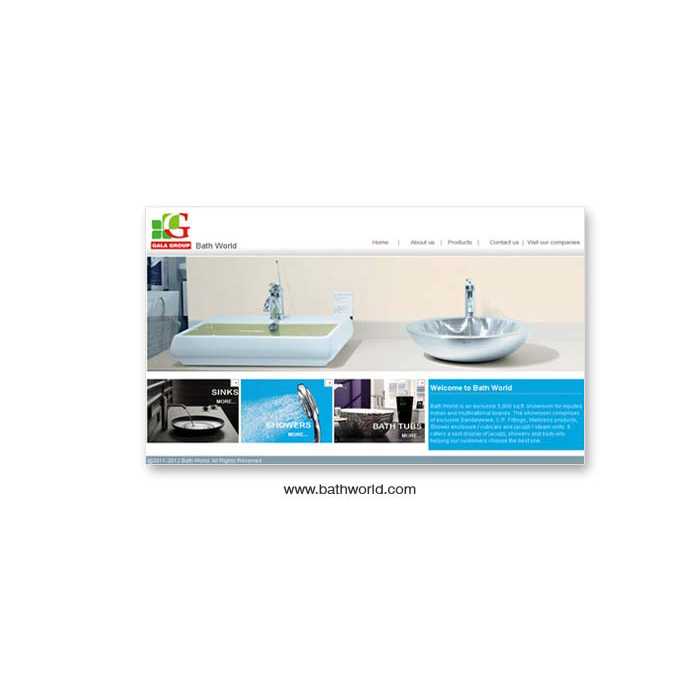 G
GALA GROUP
Bath World
Home | About us | Products | Contact us | Visit our companies
SINKS
MORE...
SHOWERS
MORE...
BATH TUBS
MORE...
Welcome to Bath World
Bath World is an exclusive 5,000 sq.ft. showroom for reputed
Indian and multinational brands. The showroom comprises
of exclusive Sanitaryware, C.P. Fittings, Wellness products,
Shower enclosure / cubicals and jacuzzi / steam units. It
offers a vast display of jacuzzi, showers and body-sets
helping our customers choose the best one.
@2011-2012 Bath World. All Rights Reserved
www.bathworld.com